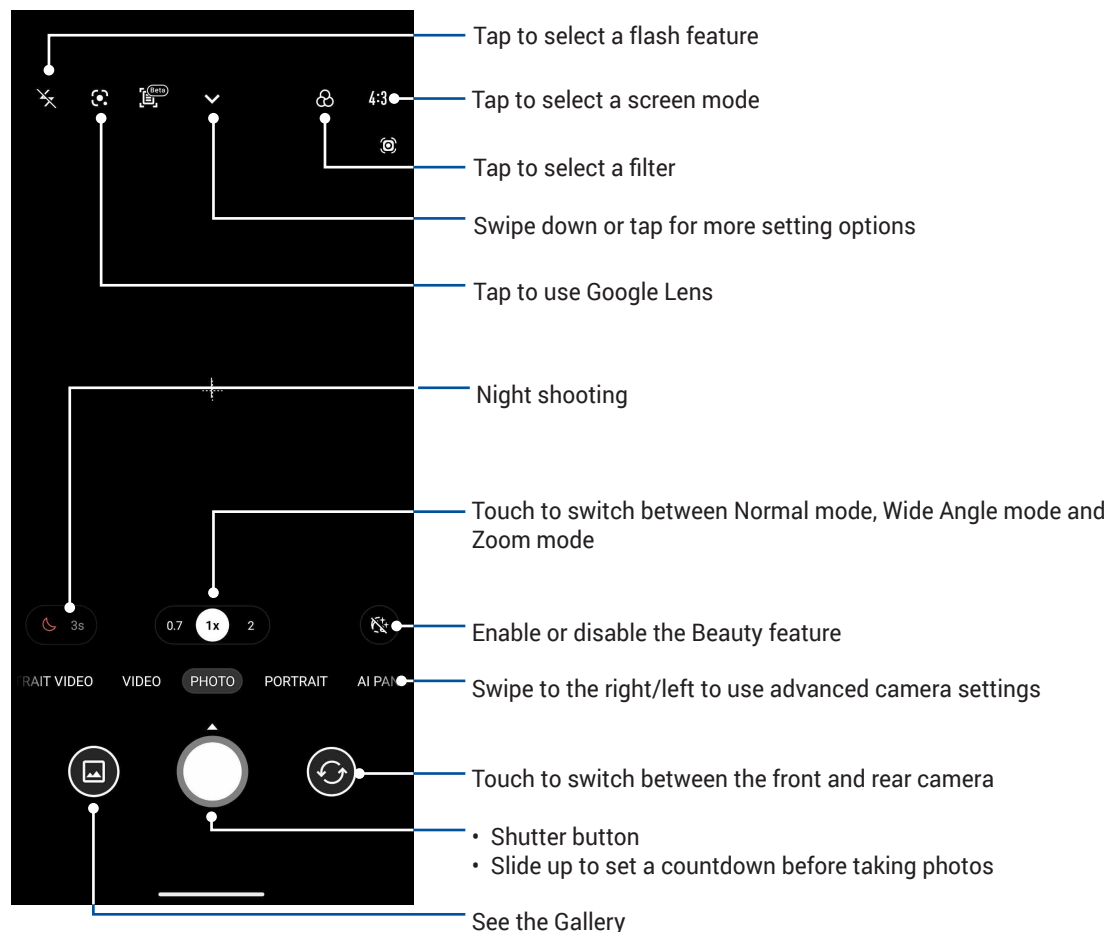 Tap to select a flash feature
Beta
4:3
Tap to select a screen mode
Tap to select a filter
Swipe down or tap for more setting options
Tap to use Google Lens
Night shooting
Touch to switch between Normal mode, Wide Angle mode and
Zoom mode
3s
0.7 1x 2
Enable or disable the Beauty feature
RAIT VIDEO VIDEO PHOTO PORTRAIT AI PAN
Swipe to the right/left to use advanced camera settings
Touch to switch between the front and rear camera
• Shutter button
• Slide up to set a countdown before taking photos
See the Gallery